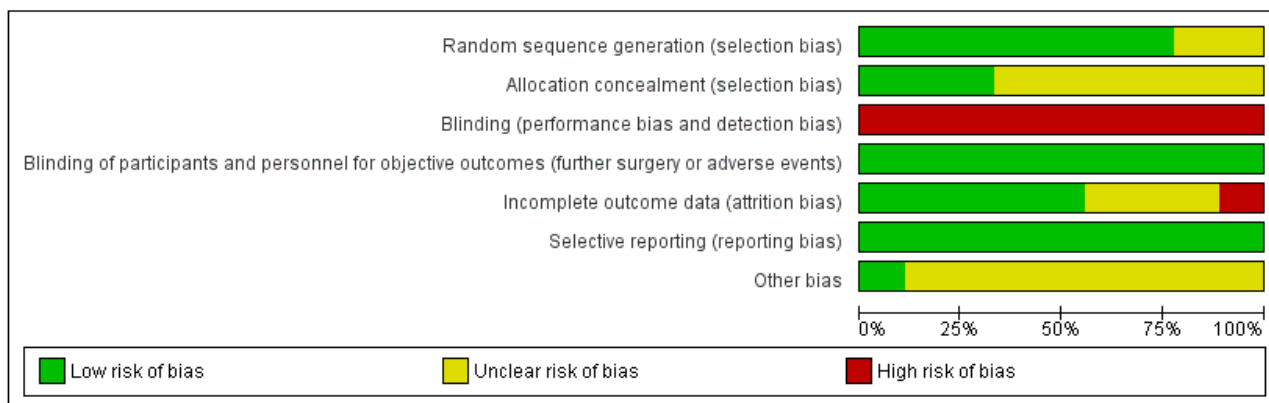 Random sequence generation (selection bias)
Allocation concealment (selection bias)
Blinding (performance bias and detection bias)
Blinding of participants and personnel for objective outcomes (further surgery or adverse events)
Incomplete outcome data (attrition bias)
Selective reporting (reporting bias)
Other bias
0% 25% 50% 75% 100%
Low risk of bias Unclear risk of bias High risk of bias